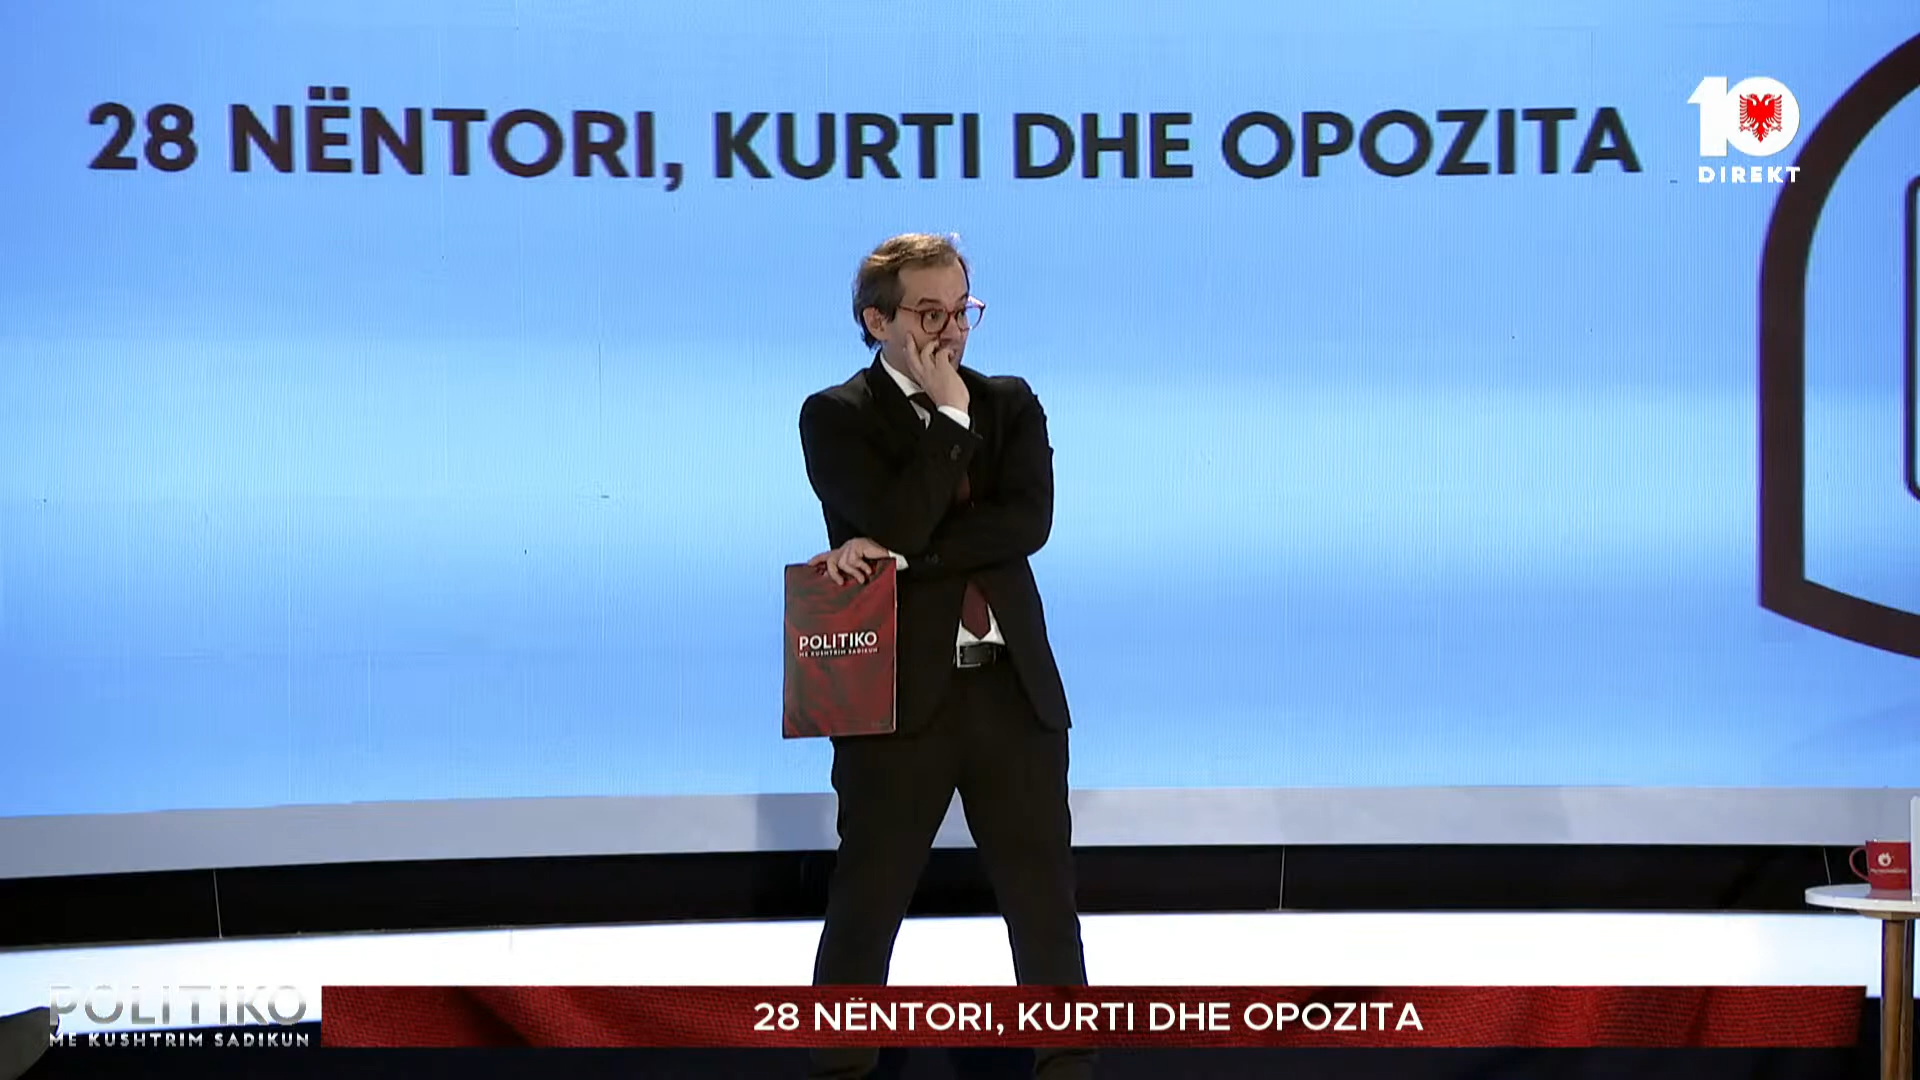 28 NËNTORI, KURTI DHE OPOZITA
10
DIREKT
POLITIKO
ME KUSHTRIM SADIKUN
POLITIKO
ME KUSHTRIM SADIKUN
28 NËNTORI, KURTI DHE OPOZITA